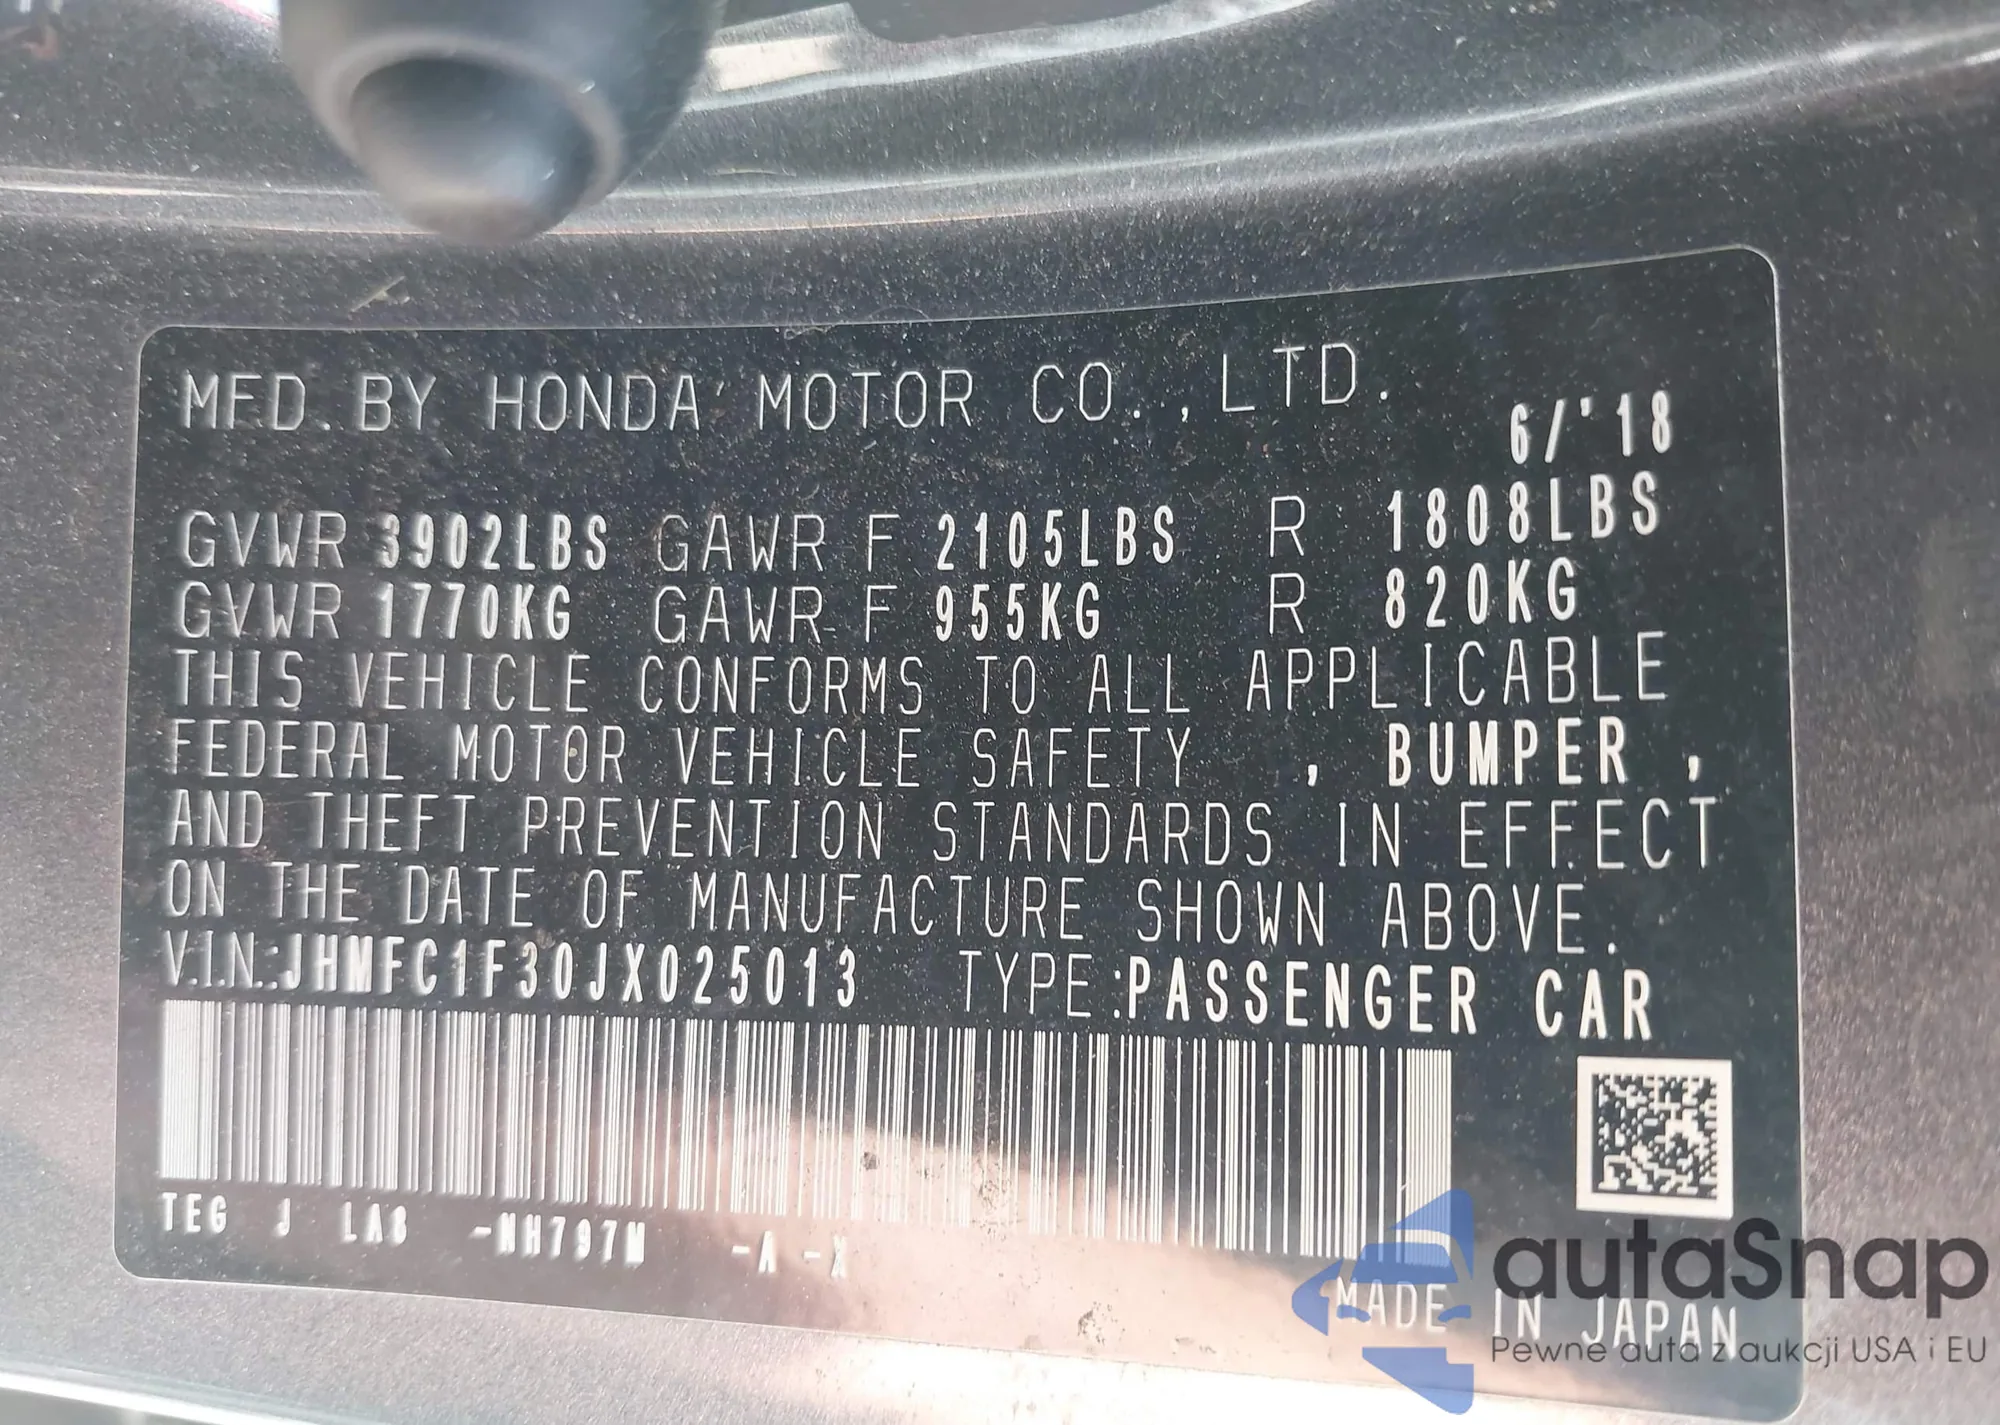 MFD. BY HONDA MOTOR CO., LTD.
6/'18
GVWR 3902LBS GAWR F 2105LBS R 1808LBS
GVWR 1770KG GAWR F 955KG R 820KG
THIS VEHICLE CONFORMS TO ALL APPLICABLE
FEDERAL MOTOR VEHICLE SAFETY , BUMPER ,
AND THEFT PREVENTION STANDARDS IN EFFECT
ON THE DATE OF MANUFACTURE SHOWN ABOVE.
V.I.N.:JHMFC1F30JX025013 TYPE:PASSENGER CAR
TEG J LA8 -NH797M -A -X
MADE IN JAPAN
autaSnap
Pewne auta z aukcji USA i EU